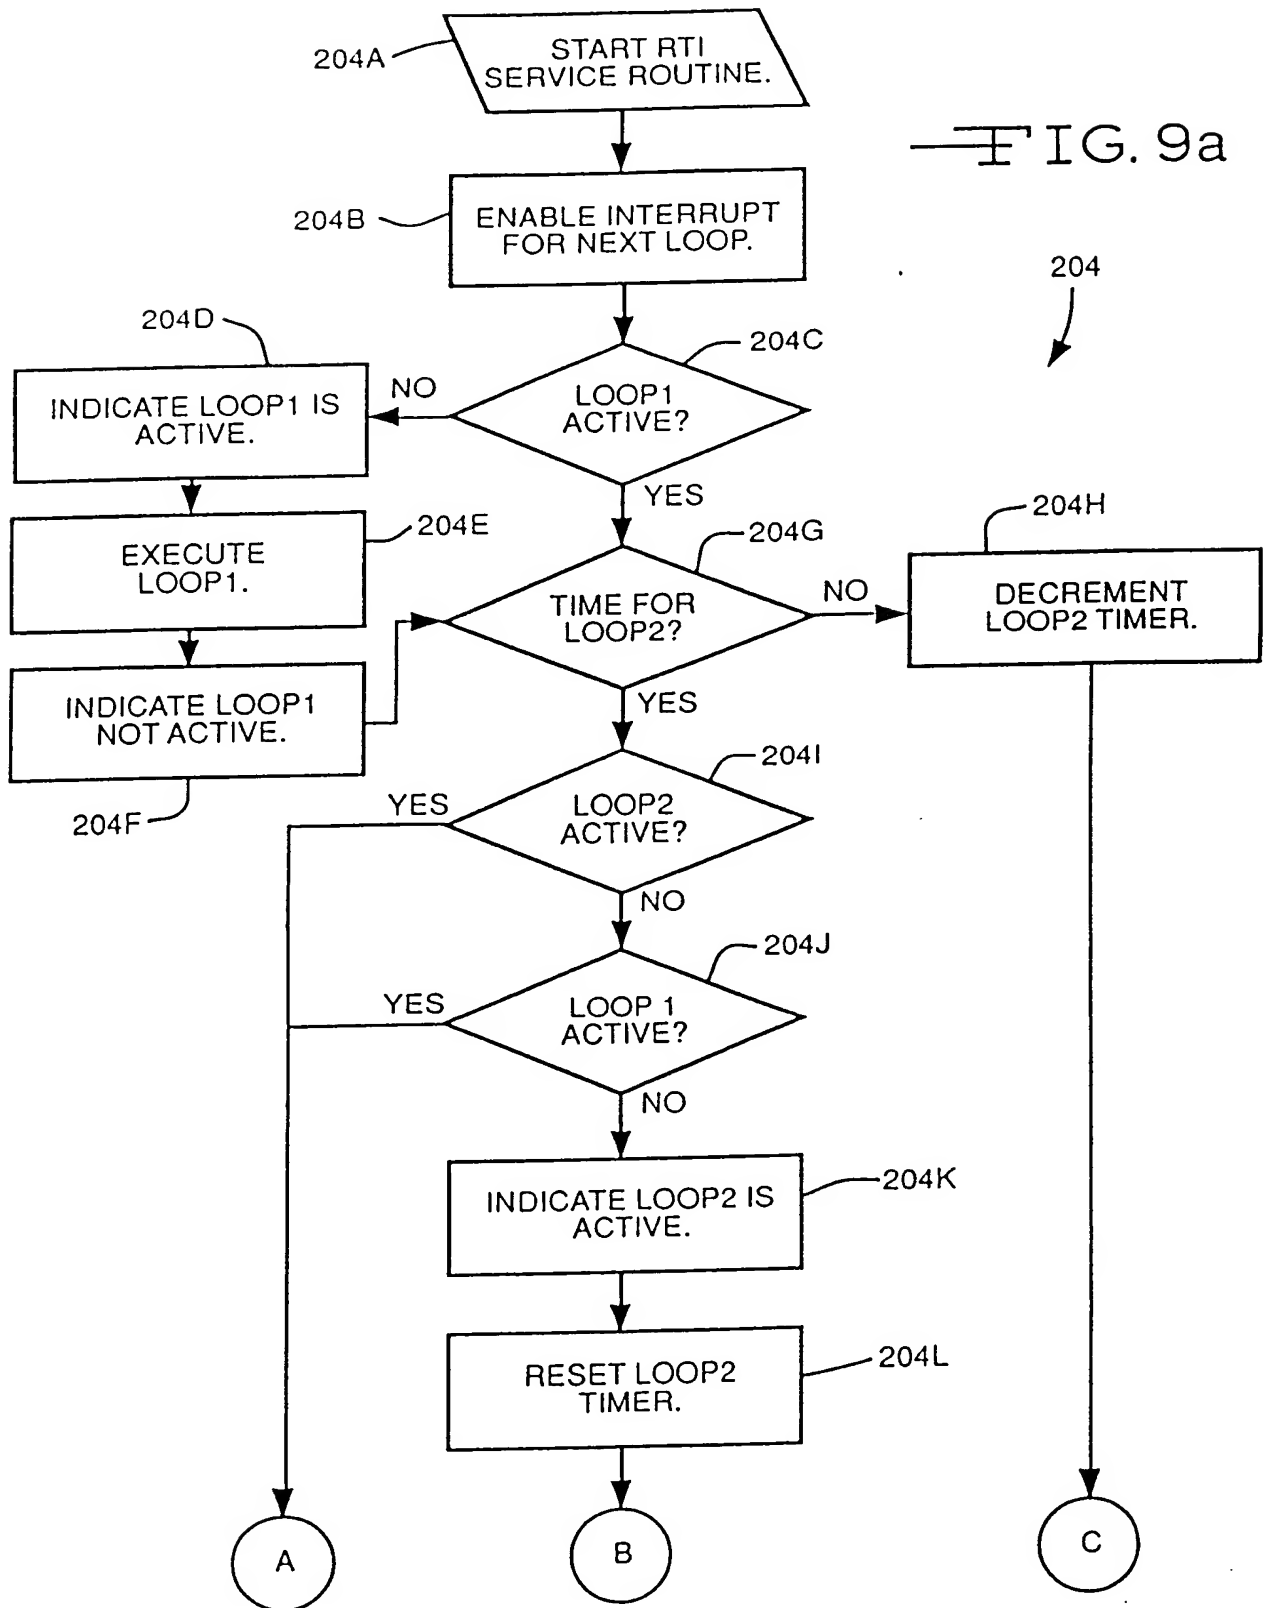 204A
START RTI
SERVICE ROUTINE.
FIG. 9a
204B
ENABLE INTERRUPT
FOR NEXT LOOP.
204
204D
204C
INDICATE LOOP1 IS
ACTIVE.
NO
LOOP1
ACTIVE?
YES
204E
EXECUTE
LOOP1.
204G
TIME FOR
LOOP2?
NO
204H
DECREMENT
LOOP2 TIMER.
INDICATE LOOP1
NOT ACTIVE.
204F
YES
204I
YES
LOOP2
ACTIVE?
NO
204J
YES
LOOP 1
ACTIVE?
NO
204K
INDICATE LOOP2 IS
ACTIVE.
204L
RESET LOOP2
TIMER.
A
B
C